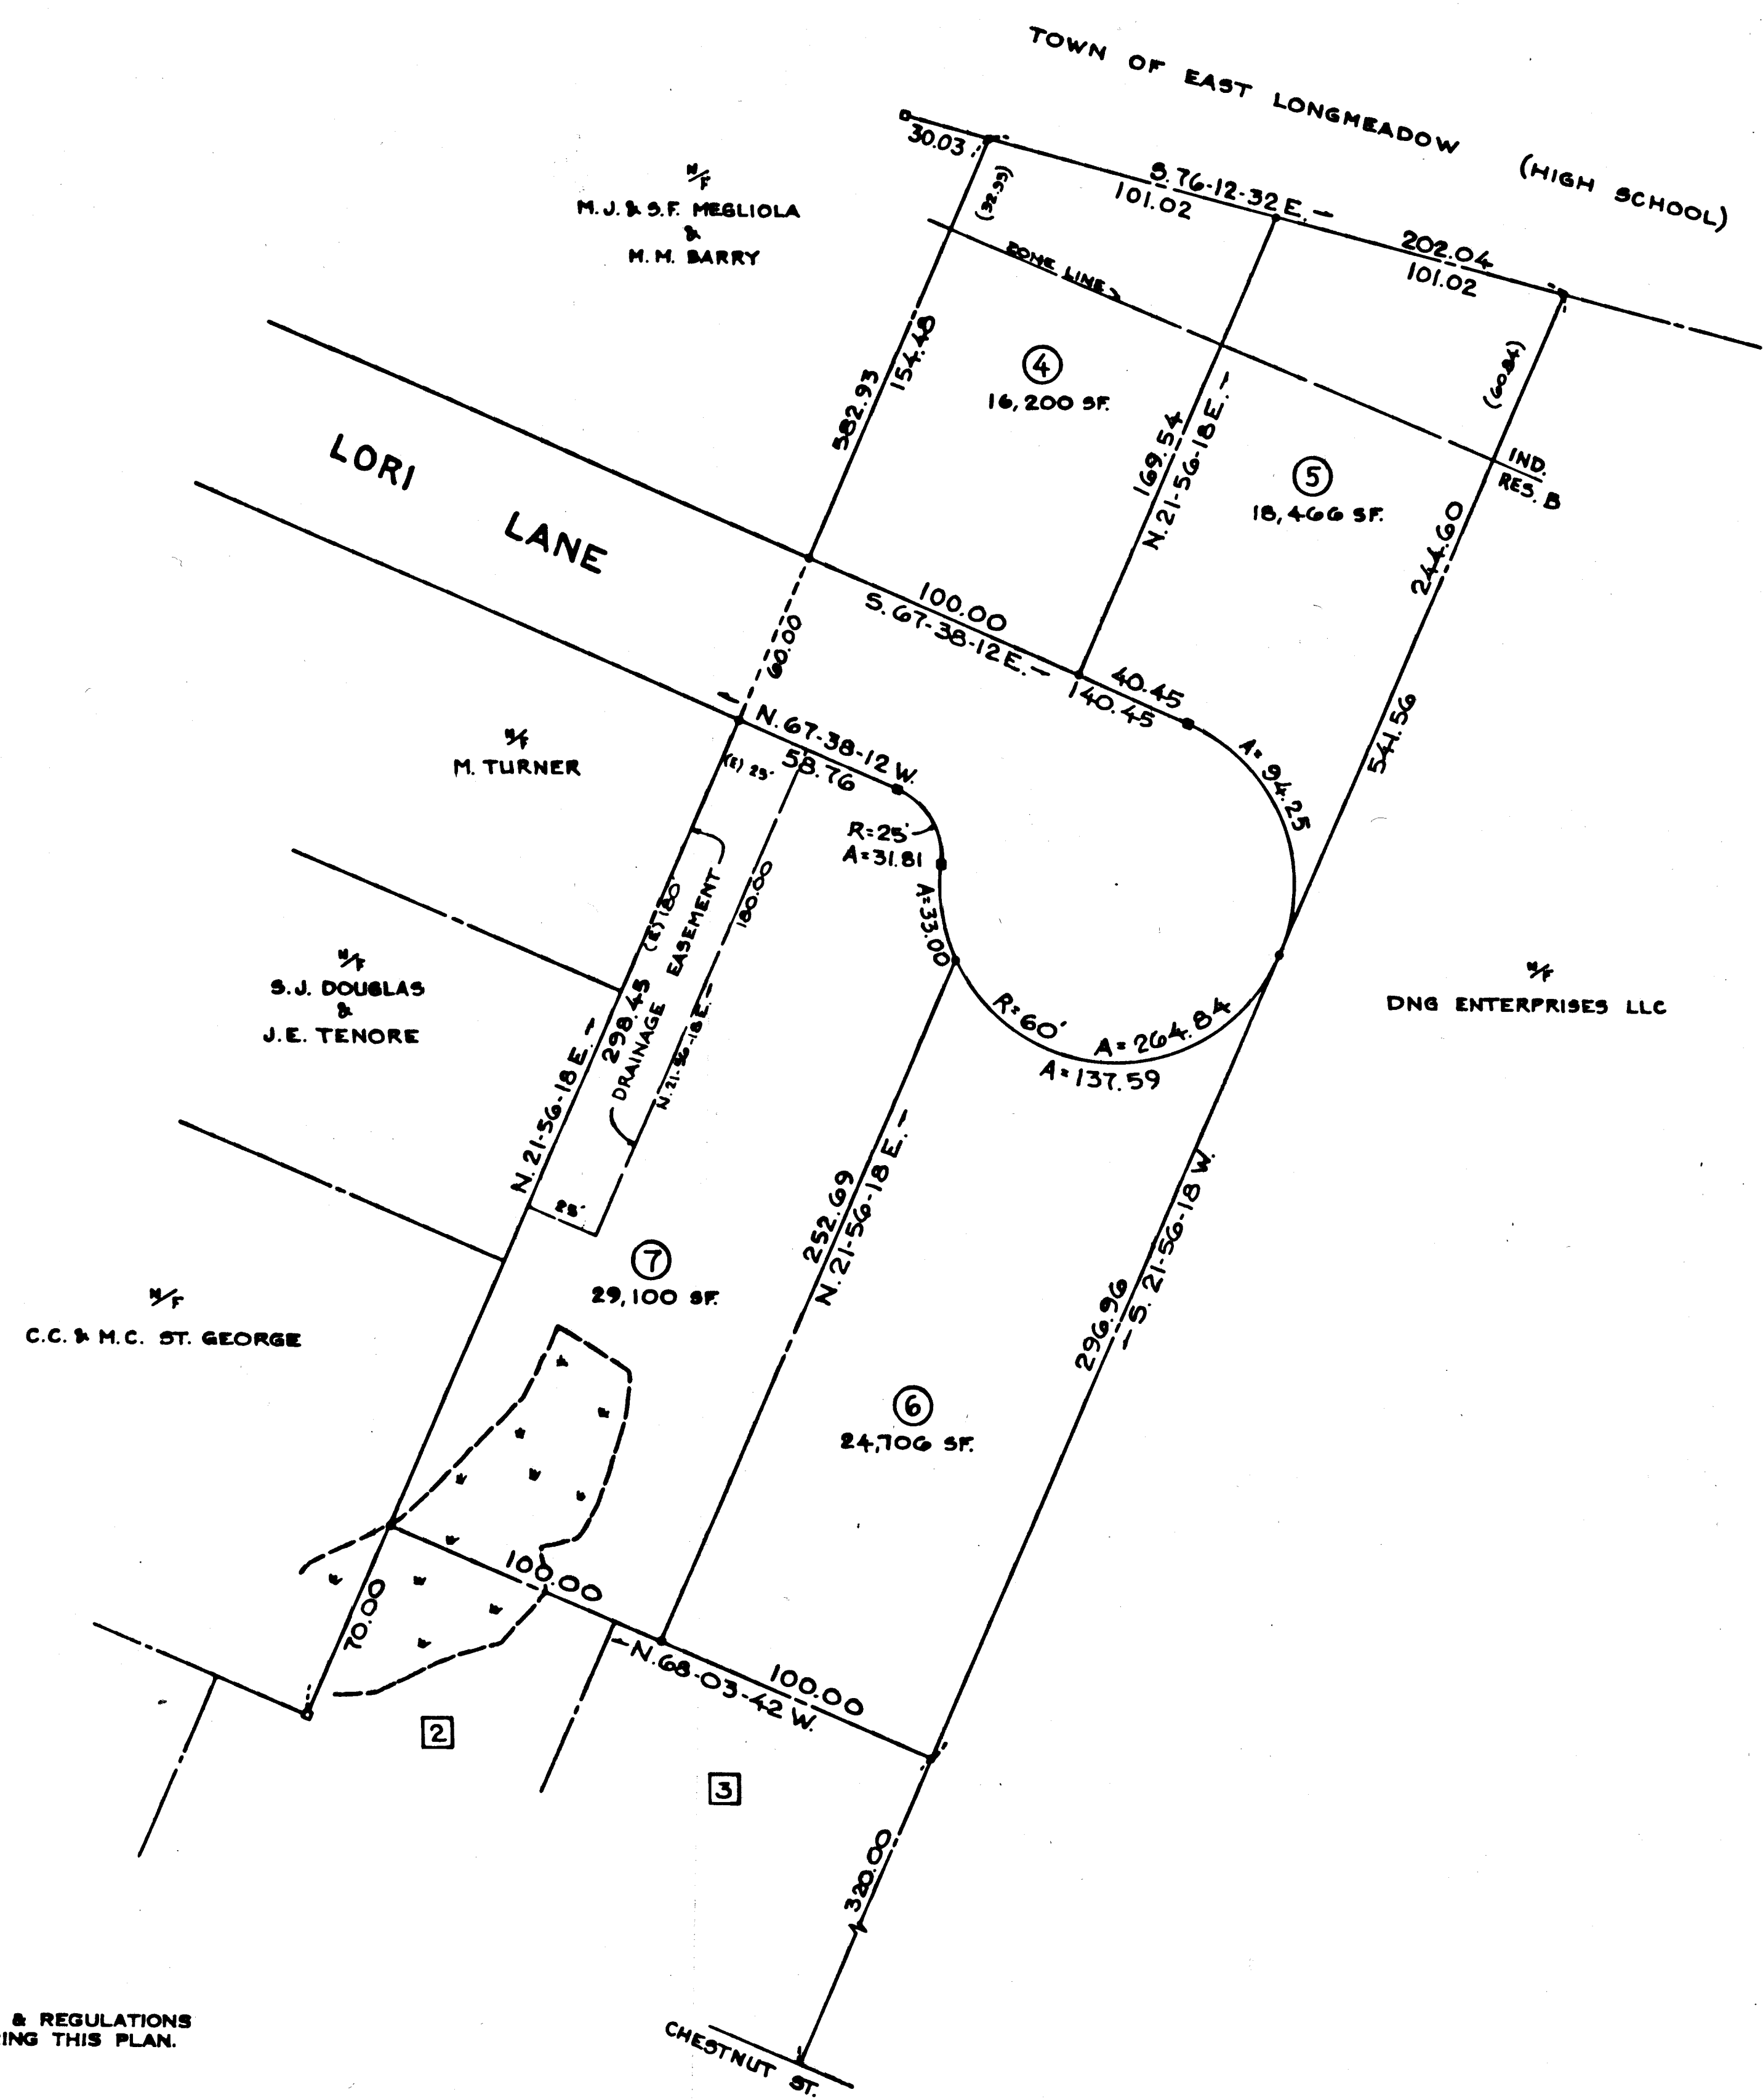 TOWN OF EAST LONGMEADOW (HIGH SCHOOL)
30.03
(32.93)
S. 76-12-32 E.
101.02
202.04
101.02
N/F
M. J. & S. F. MEGLIOLA
&
M. M. BARRY
ZONE LINE
582.93
154.48
4
16,200 SF.
169.54
N. 21-56-18 E.
5
18,466 SF.
(60.84)
IND.
RES. B
244.60
541.56
LORI LANE
100.00
S. 67-38-12 E.
60.00
40.45
140.45
A= 94.25
N. 67-38-12 W.
58.76
(E) 25'
R=25'
A=31.81
A=33.00
R=60'
A= 264.84
A=137.59
N/F
M. TURNER
N/F
S. J. DOUGLAS
&
J. E. TENORE
N/F
DNG ENTERPRISES LLC
(E) 180'
DRAINAGE EASEMENT
180.00
N. 21-56-18 E.
298.45
N. 21-56-18 E.
25'
252.69
N. 21-56-18 E.
7
29,100 SF.
296.96
S. 21-56-18 W.
N/F
C. C. & M. C. ST. GEORGE
6
24,706 SF.
100.00
70.00
N. 68-03-42 W.
100.00
2
3
320.00
& REGULATIONS
ING THIS PLAN.
CHESTNUT ST.